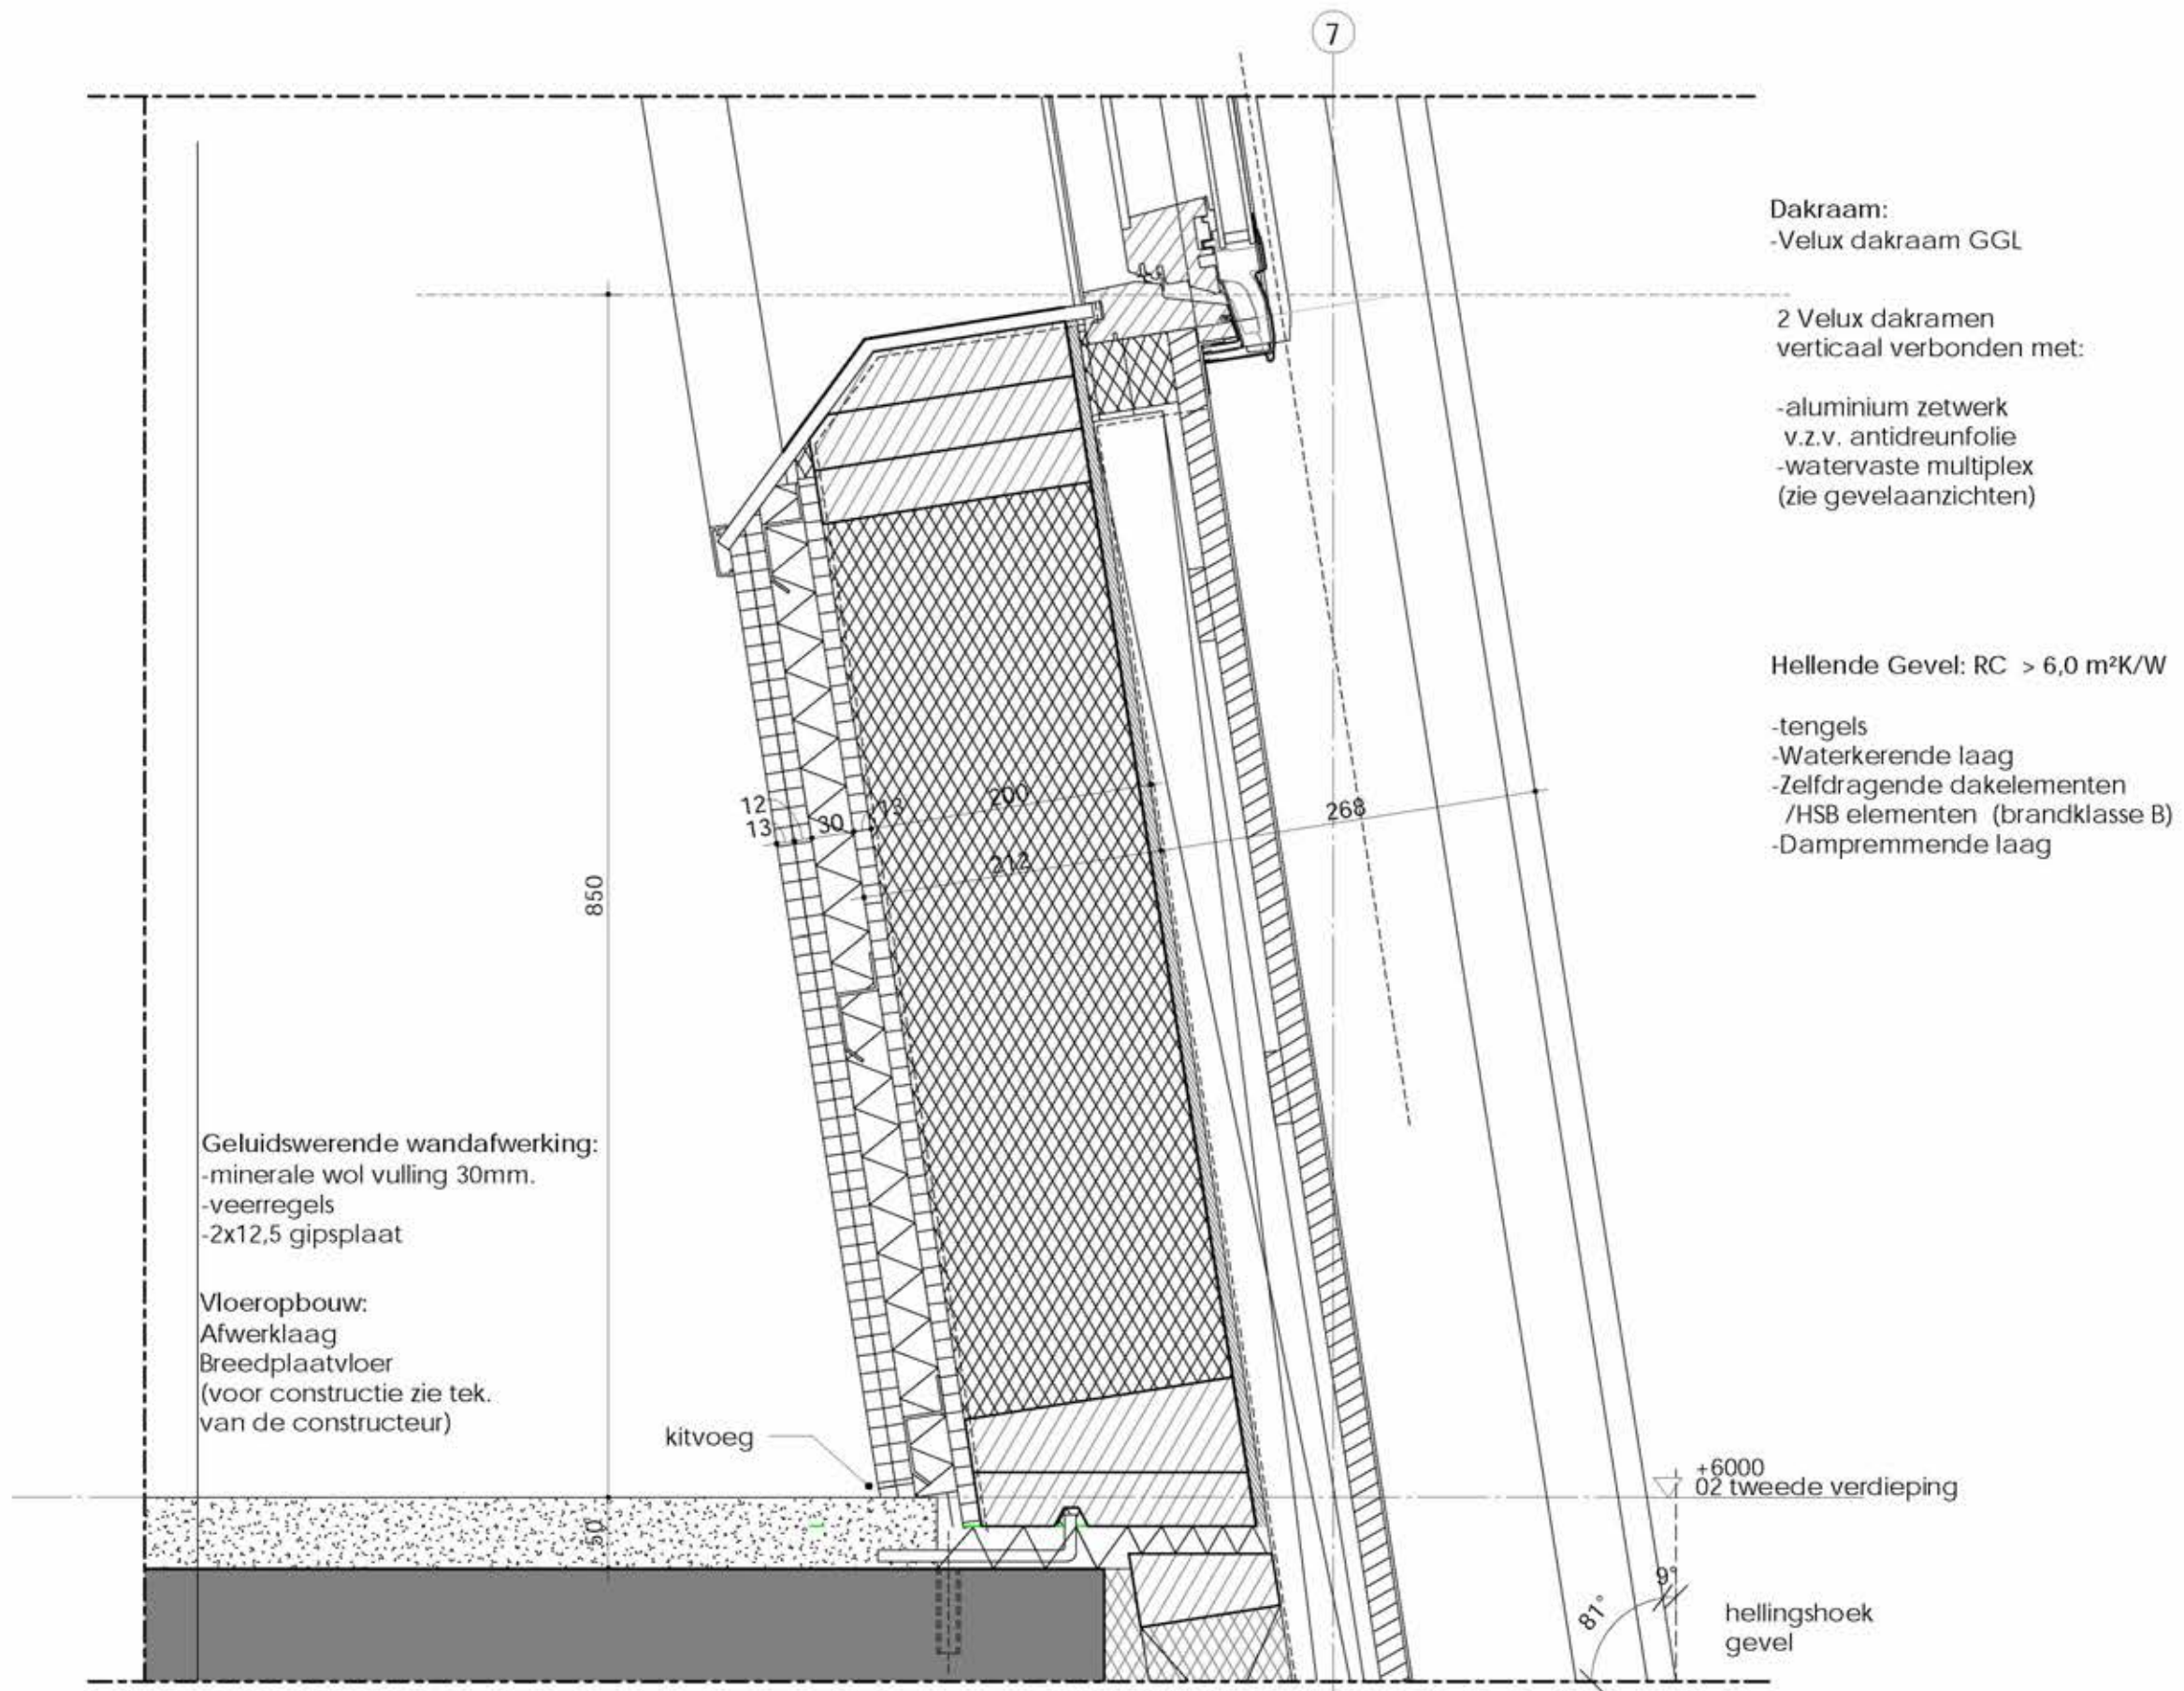 7
Dakraam:
-Velux dakraam GGL
2 Velux dakramen
verticaal verbonden met:
-aluminium zetwerk
v.z.v. antidreunfolie
-watervaste multiplex
(zie gevelaanzichten)
Hellende Gevel: RC > 6,0 m²K/W
-tengels
-Waterkerende laag
-Zelfdragende dakelementen
/HSB elementen (brandklasse B)
-Dampremmende laag
12
13
30
13
200
268
212
850
Geluidswerende wandafwerking:
-minerale wol vulling 30mm.
-veerregels
-2x12,5 gipsplaat
Vloeropbouw:
Afwerklaag
Breedplaatvloer
(voor constructie zie tek.
van de constructeur)
kitvoeg
+6000
02 tweede verdieping
50
9°
81°
hellingshoek
gevel